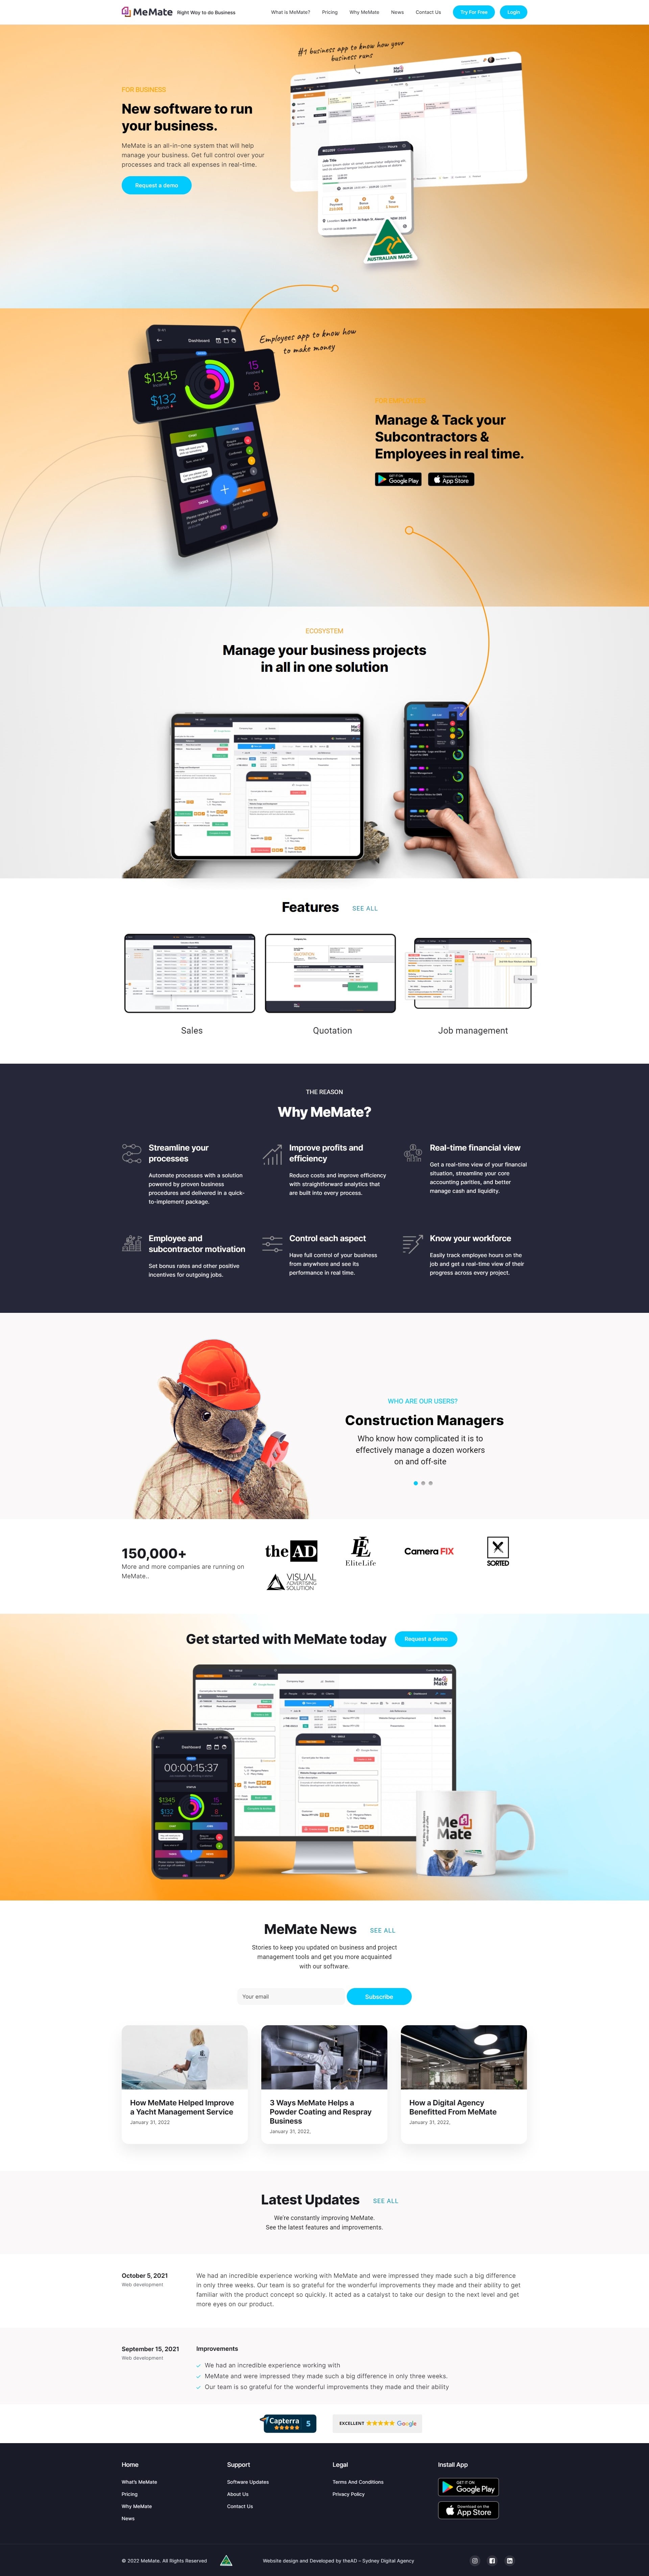 MeMate Right Way to do Business
What is MeMate? Pricing Why MeMate News Contact Us Try For Free Login
#1 business app to know how your
business runs
FOR BUSINESS
New software to run
your business.
MeMate is an all-in-one system that will help
manage your business. Get full control over your
processes and track all expenses in real-time.
Request a demo
Job Title
AUSTRALIAN MADE
Employees app to know how
to make money
Dashboard
$1345
15
$132
8
FOR EMPLOYEES
Manage & Tack your
Subcontractors &
Employees in real time.
GET IT ON
Google Play
Download on the
App Store
ECOSYSTEM
Manage your business projects
in all in one solution
Features SEE ALL
Sales
Quotation
Job management
THE REASON
Why MeMate?
Streamline your
processes
Automate processes with a solution
powered by proven business
procedures and delivered in a quick-
to-implement package.
Improve profits and
efficiency
Reduce costs and improve efficiency
with straightforward analytics that
are built into every process.
Real-time financial view
Get a real-time view of your financial
situation, streamline your core
accounting parties, and better
manage cash and liquidity.
Employee and
subcontractor motivation
Set bonus rates and other positive
incentives for outgoing jobs.
Control each aspect
Have full control of your business
from anywhere and see its
performance in real time.
Know your workforce
Easily track employee hours on the
job and get a real-time view of their
progress across every project.
WHO ARE OUR USERS?
Construction Managers
Who know how complicated it is to
effectively manage a dozen workers
on and off-site
150,000+
More and more companies are running on
MeMate..
the AD
EliteLife
Camera FIX
SORTED
VISUAL
ADVERTISING
SOLUTION
Get started with MeMate today Request a demo
Me
Mate
Dashboard
00:00:15:37
$1345
15
$132
8
Me
Mate
MeMate News SEE ALL
Stories to keep you updated on business and project
management tools and get you more acquainted
with our software.
Your email Subscribe
How MeMate Helped Improve
a Yacht Management Service
January 31, 2022
3 Ways MeMate Helps a
Powder Coating and Respray
Business
January 31, 2022,
How a Digital Agency
Benefitted From MeMate
January 31, 2022,
Latest Updates SEE ALL
We're constantly improving MeMate.
See the latest features and improvements.
October 5, 2021
Web development
We had an incredible experience working with MeMate and were impressed they made such a big difference
in only three weeks. Our team is so grateful for the wonderful improvements they made and their ability to get
familiar with the product concept so quickly. It acted as a catalyst to take our design to the next level and get
more eyes on our product.
September 15, 2021
Web development
Improvements
We had an incredible experience working with
MeMate and were impressed they made such a big difference in only three weeks.
Our team is so grateful for the wonderful improvements they made and their ability
Capterra 5
EXCELLENT Google
Home
What's MeMate
Pricing
Why MeMate
News
Support
Software Updates
About Us
Contact Us
Legal
Terms And Conditions
Privacy Policy
Install App
GET IT ON
Google Play
Download on the
App Store
© 2022 MeMate. All Rights Reserved
Website design and Developed by theAD – Sydney Digital Agency